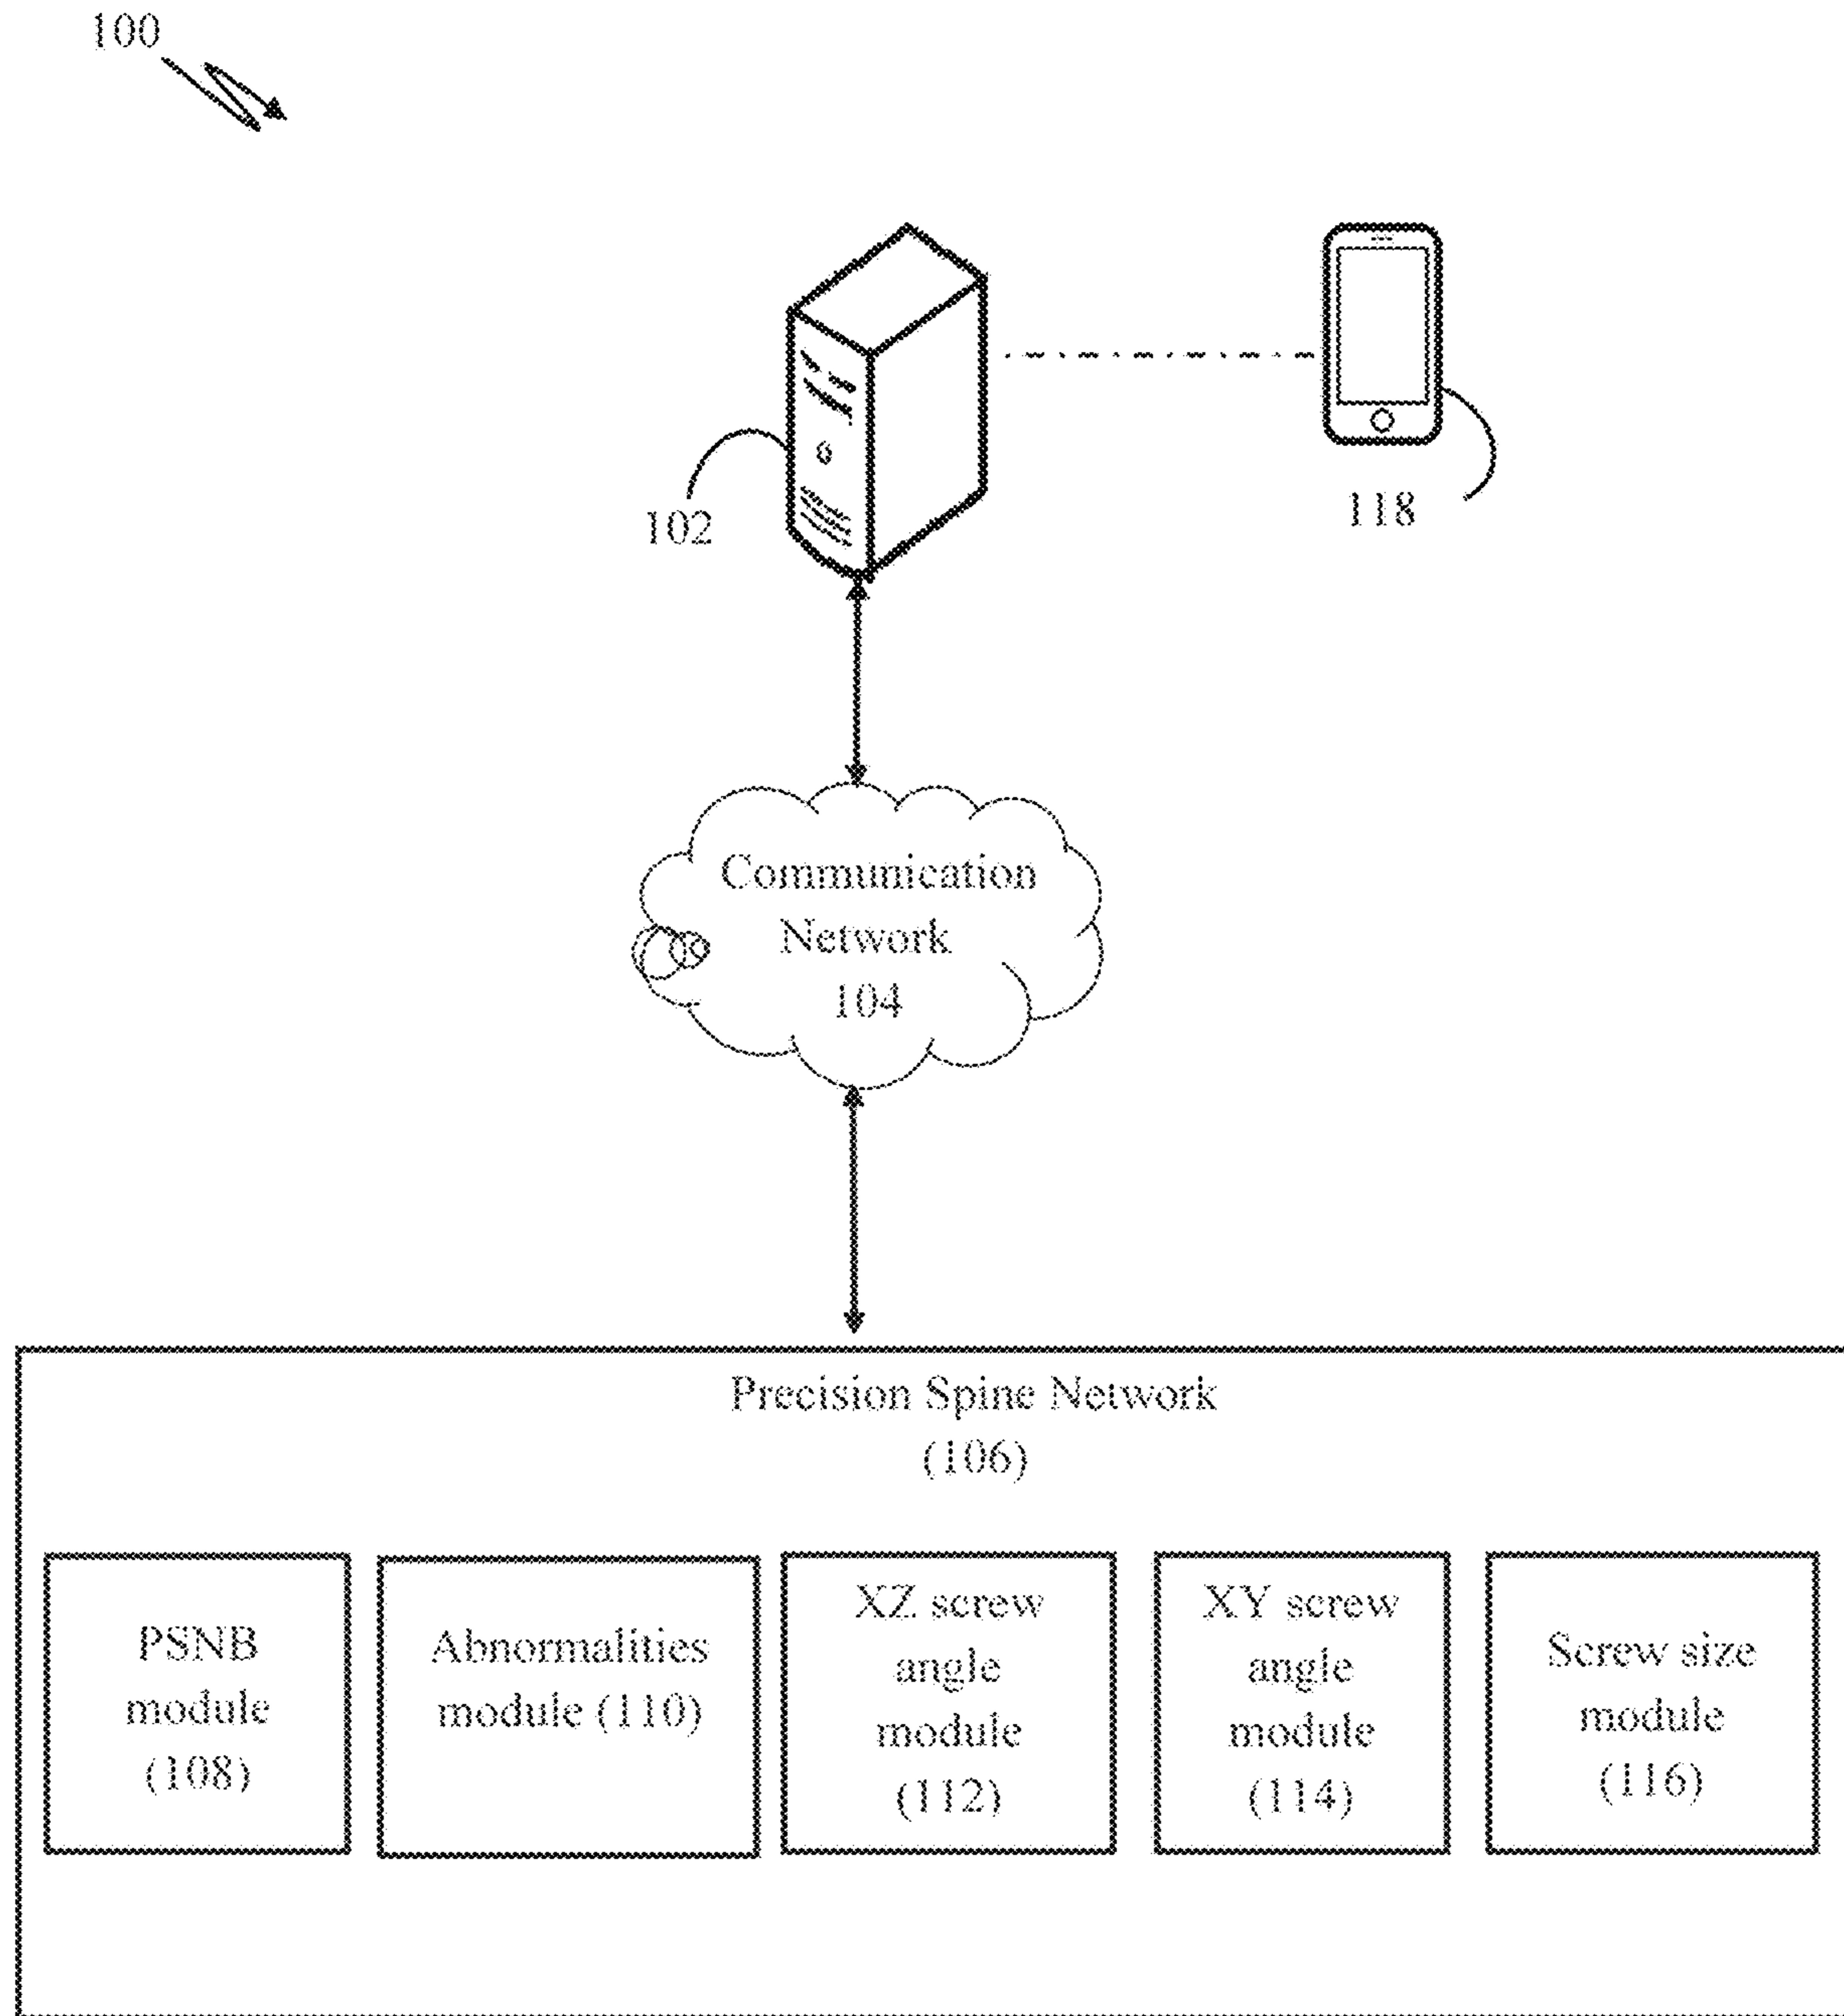 100
102
118
Communication
Network
104
Precision Spine Network
(106)
PSNB
module
(108)
Abnormalities
module (110)
XZ screw
angle
module
(112)
XY screw
angle
module
(114)
Screw size
module
(116)